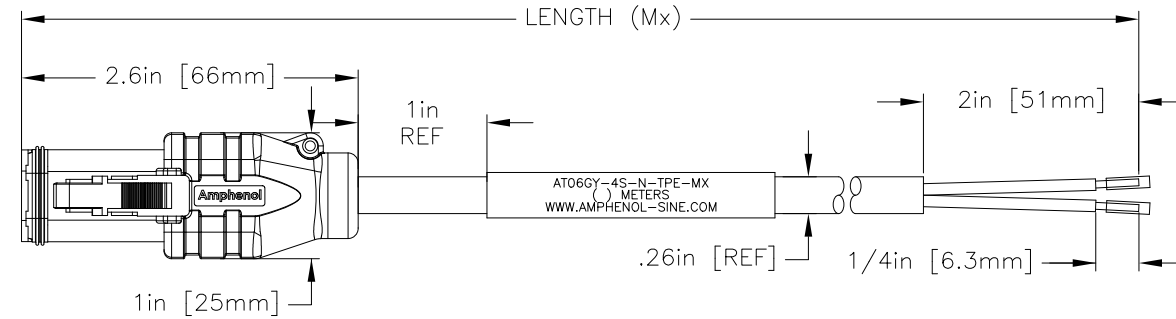 LENGTH (Mx)
2.6in [66mm]
1in
REF
2in [51mm]
Amphenol
AT06GY-4S-N-TPE-MX
( ) METERS
WWW.AMPHENOL-SINE.COM
.26in [REF]
1/4in [6.3mm]
1in [25mm]